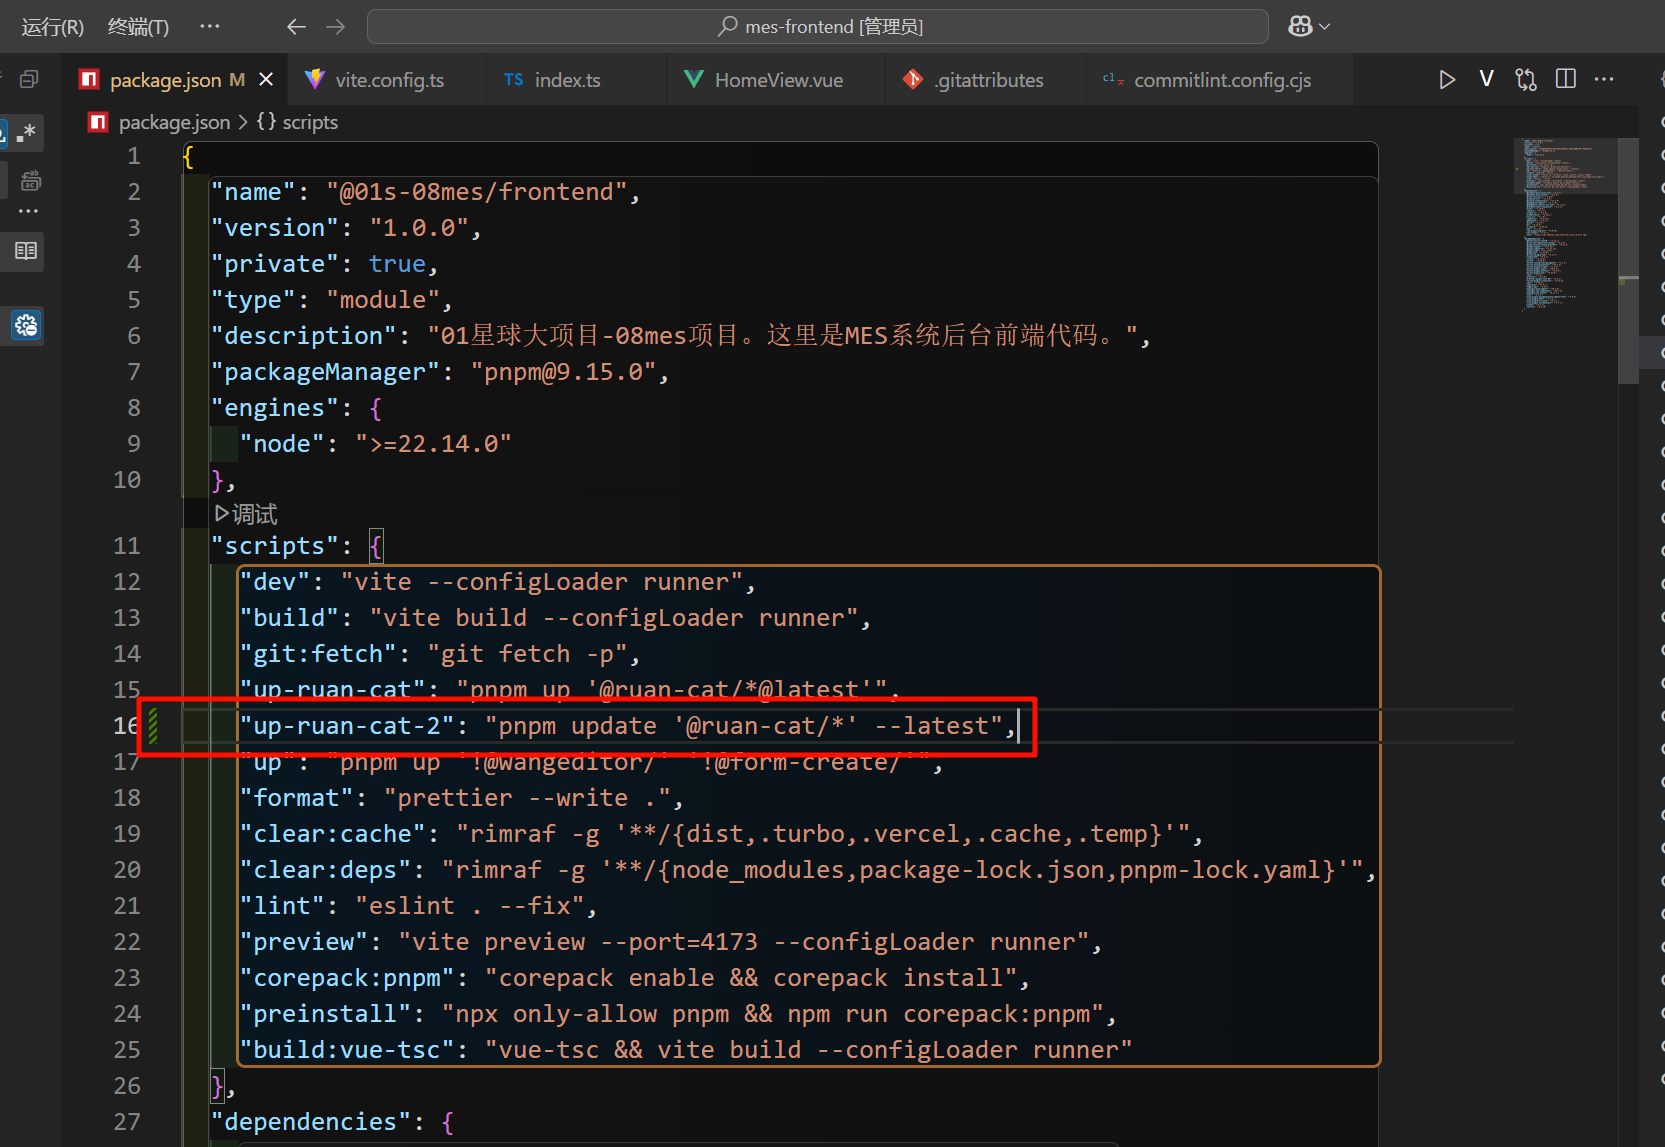 运行(R) 终端(T) ··· mes-frontend [管理员]
package.json M vite.config.ts TS index.ts HomeView.vue .gitattributes commitlint.config.cjs
package.json > {} scripts
1 {
2 "name": "@01s-08mes/frontend",
3 "version": "1.0.0",
4 "private": true,
5 "type": "module",
6 "description": "01星球大项目-08mes项目。这里是MES系统后台前端代码。",
7 "packageManager": "pnpm@9.15.0",
8 "engines": {
9 "node": ">=22.14.0"
10 },
调试
11 "scripts": {
12 "dev": "vite --configLoader runner",
13 "build": "vite build --configLoader runner",
14 "git:fetch": "git fetch -p",
15 "up-ruan-cat": "pnpm up '@ruan-cat/*@latest'",
16 "up-ruan-cat-2": "pnpm update '@ruan-cat/*' --latest",
17 "up": "pnpm up '!@wangeditor/*' '!@form-create/*'",
18 "format": "prettier --write .",
19 "clear:cache": "rimraf -g '**/{dist,.turbo,.vercel,.cache,.temp}'",
20 "clear:deps": "rimraf -g '**/{node_modules,package-lock.json,pnpm-lock.yaml}'",
21 "lint": "eslint . --fix",
22 "preview": "vite preview --port=4173 --configLoader runner",
23 "corepack:pnpm": "corepack enable && corepack install",
24 "preinstall": "npx only-allow pnpm && npm run corepack:pnpm",
25 "build:vue-tsc": "vue-tsc && vite build --configLoader runner"
26 },
27 "dependencies": {